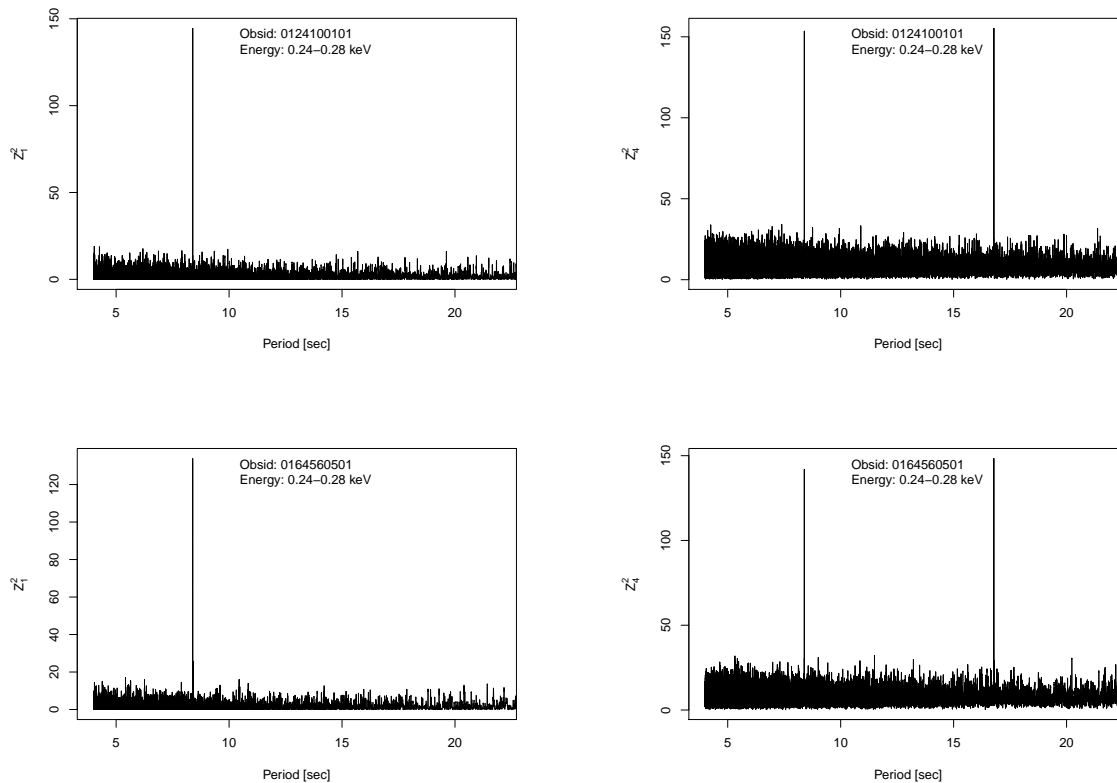 Obsid: 0124100101
Energy: 0.24–0.28 keV
150
100
50
0
Z₁²
5 10 15 20
Period [sec]
Obsid: 0124100101
Energy: 0.24–0.28 keV
150
100
50
0
Z₄²
5 10 15 20
Period [sec]
Obsid: 0164560501
Energy: 0.24–0.28 keV
120
100
80
60
40
20
0
Z₁²
5 10 15 20
Period [sec]
Obsid: 0164560501
Energy: 0.24–0.28 keV
150
100
50
0
Z₄²
5 10 15 20
Period [sec]